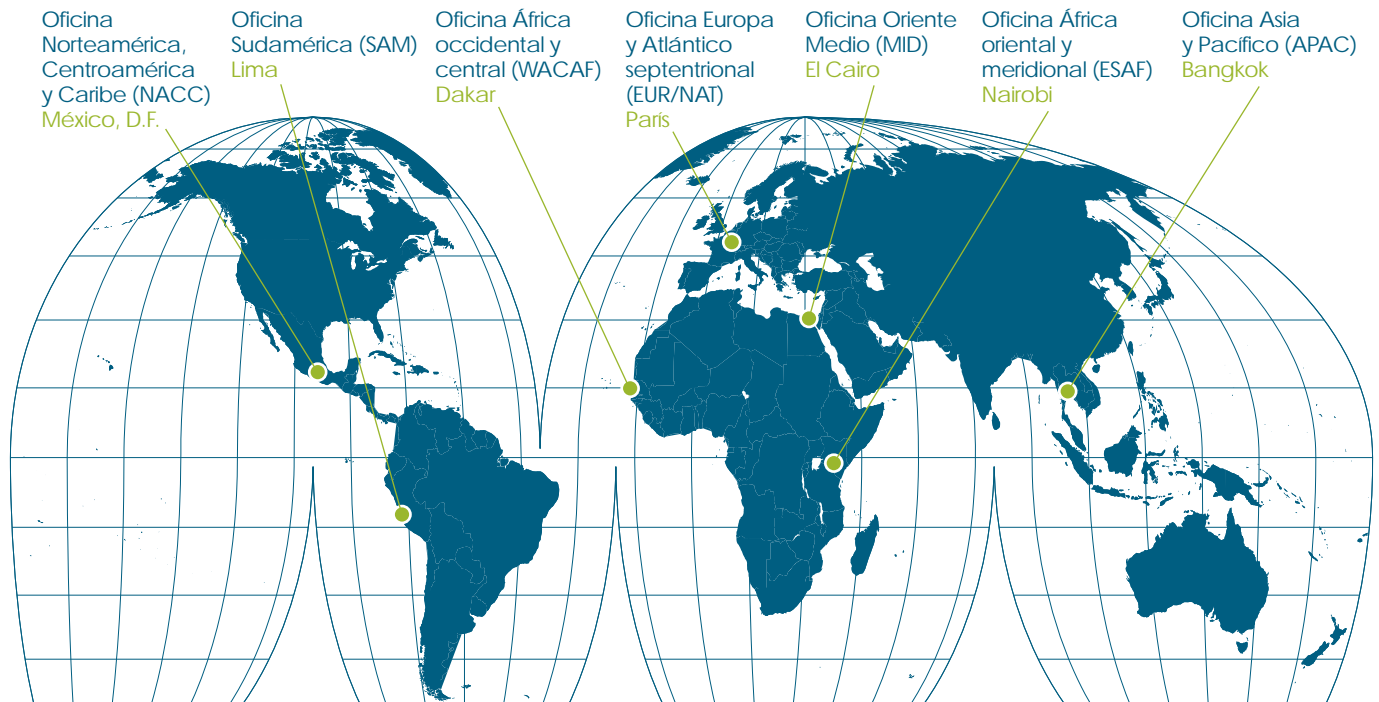 Oficina
Norteamérica,
Centroamérica
y Caribe (NACC)
México, D.F.
Oficina
Sudamérica (SAM)
Lima
Oficina África
occidental y
central (WACAF)
Dakar
Oficina Europa
y Atlántico
septentrional
(EUR/NAT)
París
Oficina Oriente
Medio (MID)
El Cairo
Oficina África
oriental y
meridional (ESAF)
Nairobi
Oficina Asia
y Pacífico (APAC)
Bangkok